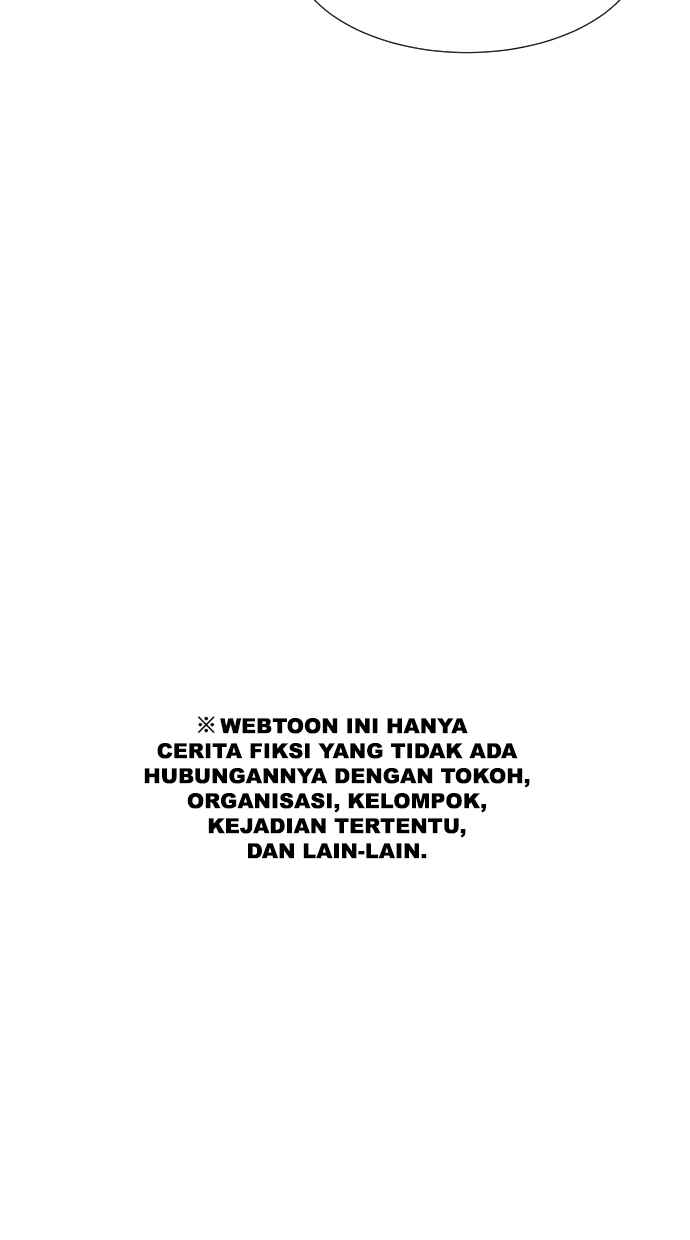 ※ WEBTOON INI HANYA
CERITA FIKSI YANG TIDAK ADA
HUBUNGANNYA DENGAN TOKOH,
ORGANISASI, KELOMPOK,
KEJADIAN TERTENTU,
DAN LAIN-LAIN.